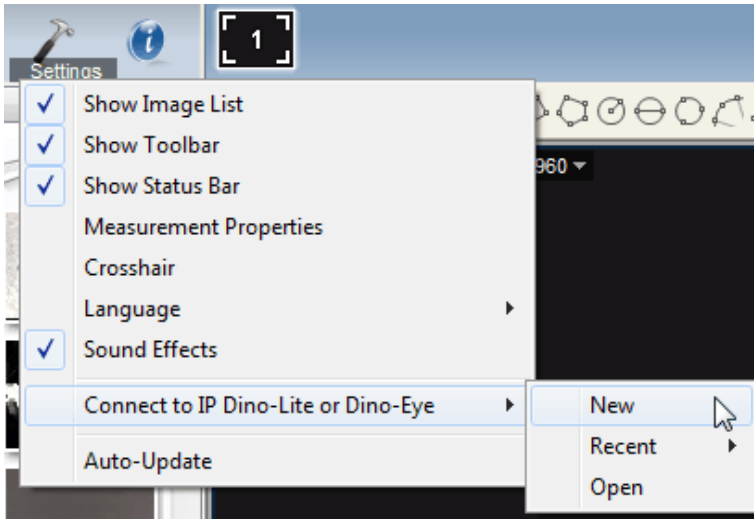 1
Settings
Show Image List
Show Toolbar
960
Show Status Bar
Measurement Properties
Crosshair
Language
Sound Effects
Connect to IP Dino-Lite or Dino-Eye
New
Recent
Auto-Update
Open